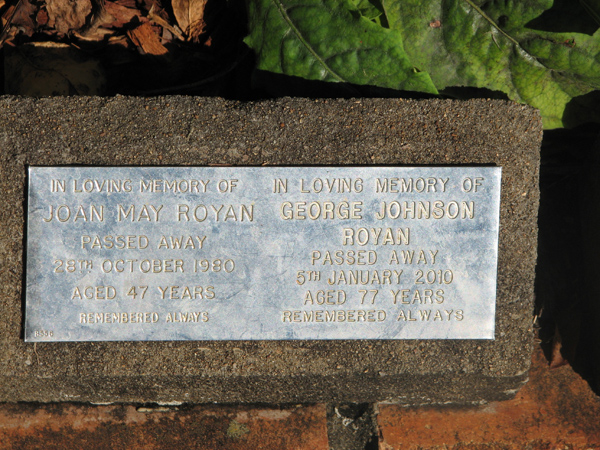 IN LOVING MEMORY OF
JOAN MAY ROYAN
PASSED AWAY
28TH OCTOBER 1980
AGED 47 YEARS
REMEMBERED ALWAYS
IN LOVING MEMORY OF
GEORGE JOHNSON
ROYAN
PASSED AWAY
5TH JANUARY 2010
AGED 77 YEARS
REMEMBERED ALWAYS